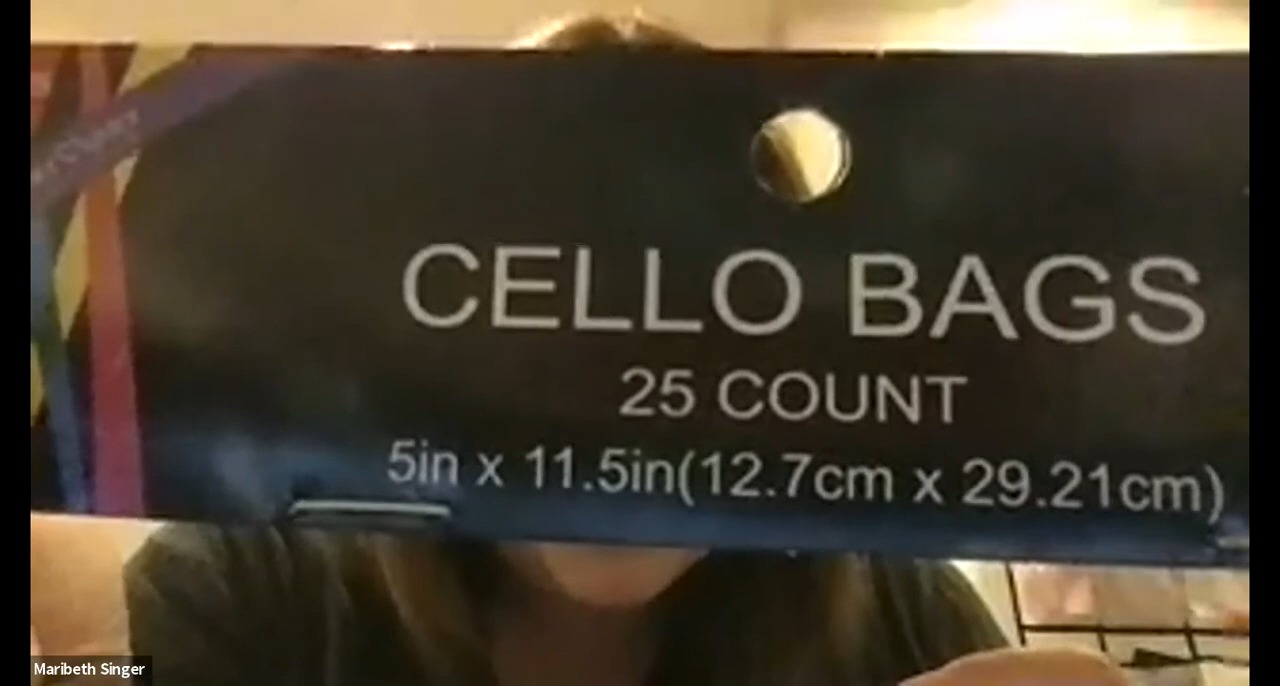 CELLO BAGS
25 COUNT
5in x 11.5in(12.7cm x 29.21cm)
Maribeth Singer